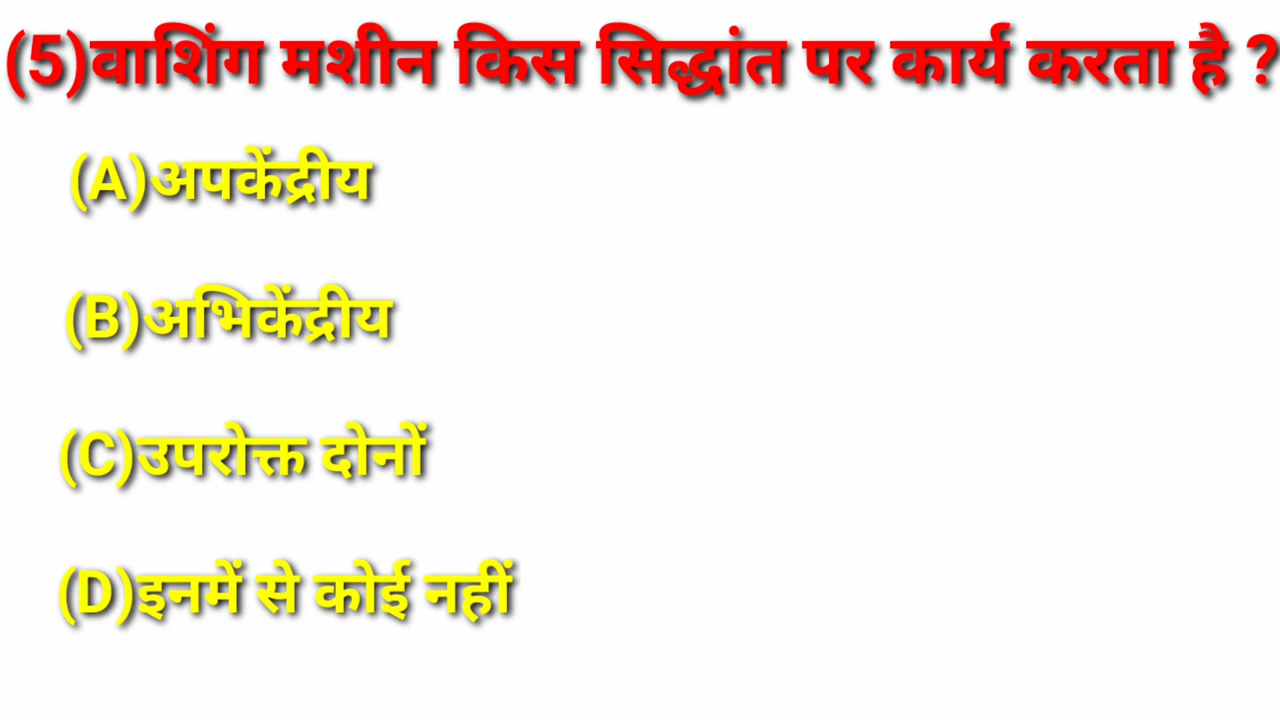 (5)वाशिंग मशीन किस सिद्धांत पर कार्य करता है ?
(A)अपकेंद्रीय
(B)अभिकेंद्रीय
(C)उपरोक्त दोनों
(D)इनमें से कोई नहीं